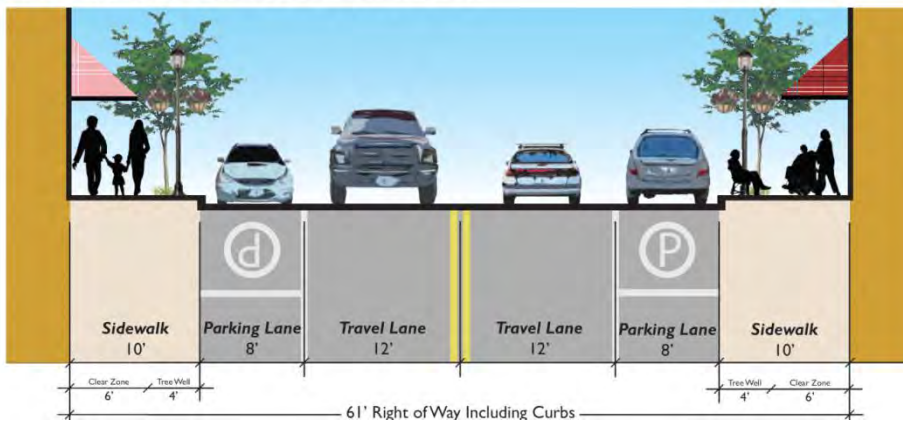 P P
Sidewalk Parking Lane Travel Lane Travel Lane Parking Lane Sidewalk
10' 8' 12' 12' 8' 10'
Clear Zone Tree Well Tree Well Clear Zone
6' 4' 4' 6'
61' Right of Way Including Curbs